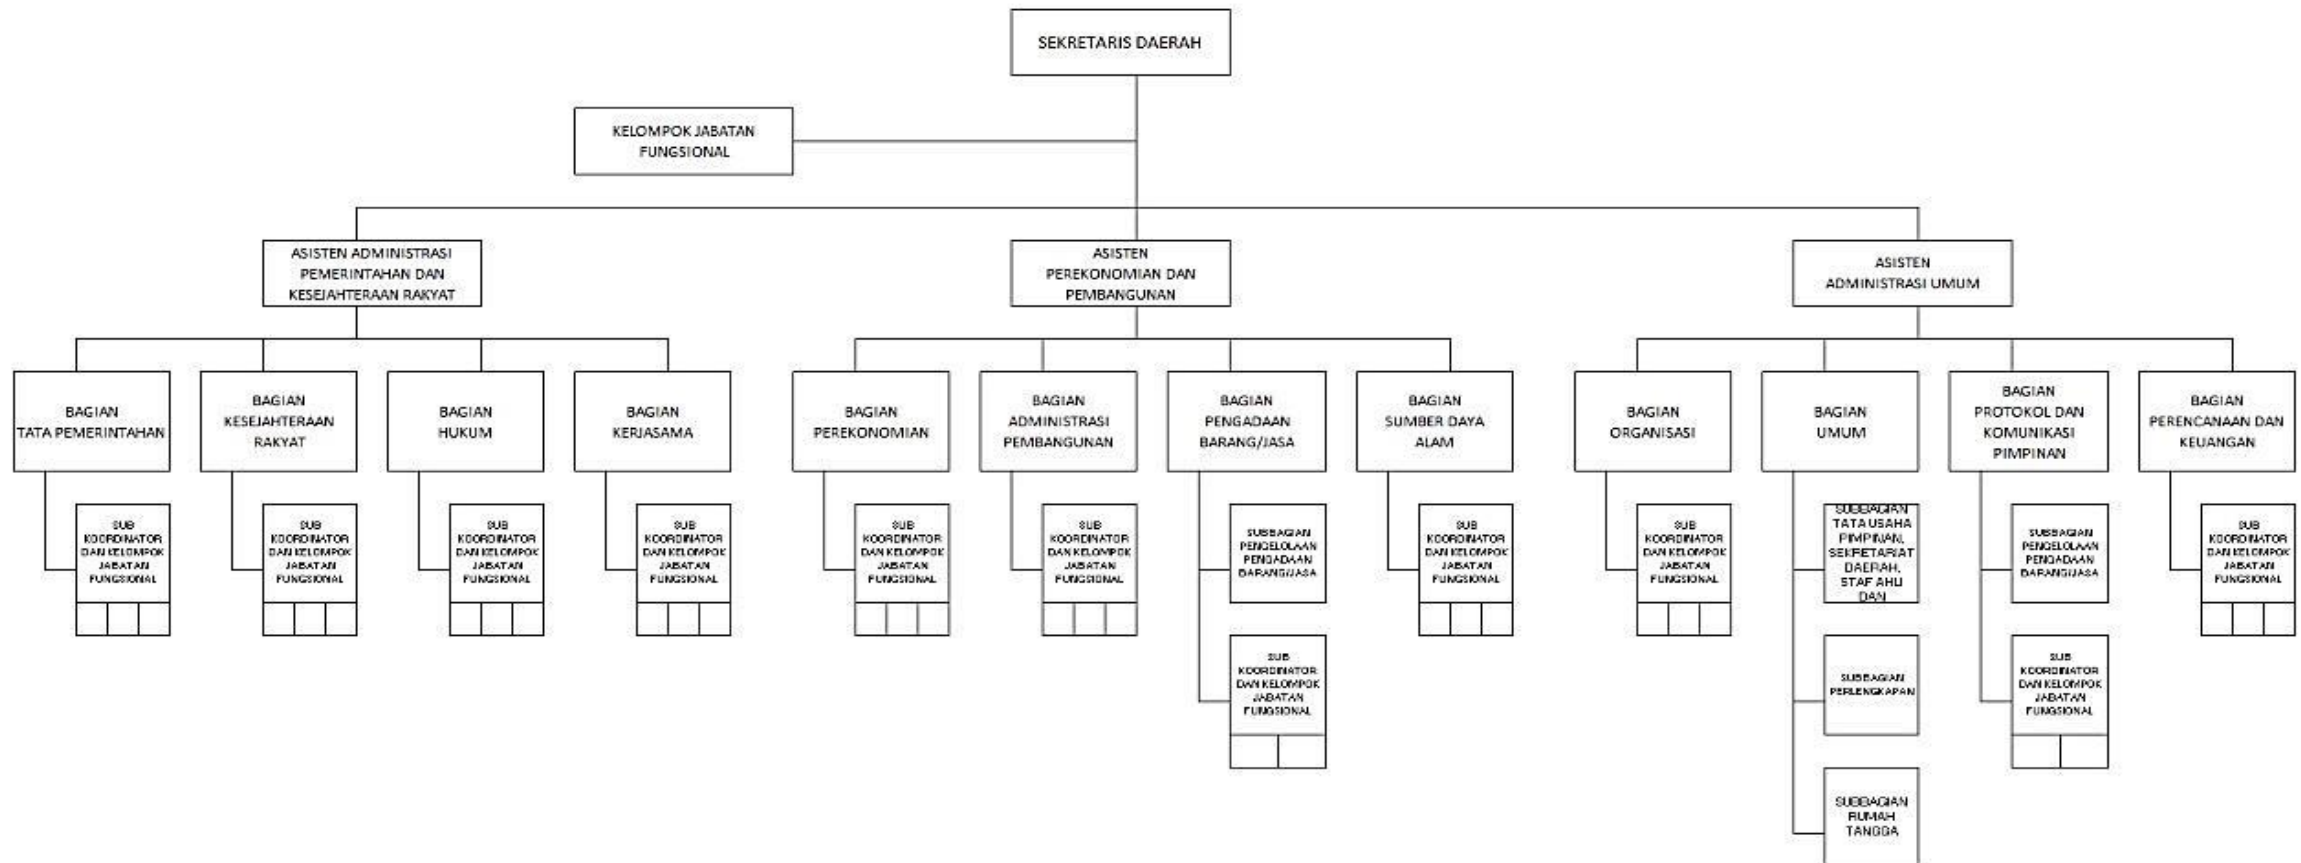 SEKRETARIS DAERAH
KELOMPOK JABATAN
FUNGSIONAL
ASISTEN ADMINISTRASI
PEMERINTAHAN DAN
KESEJAHTERAAN RAKYAT
ASISTEN
PEREKONOMIAN DAN
PEMBANGUNAN
ASISTEN
ADMINISTRASI UMUM
BAGIAN
TATA PEMERINTAHAN
BAGIAN
KESEJAHTERAAN
RAKYAT
BAGIAN
HUKUM
BAGIAN
KERJASAMA
BAGIAN
PEREKONOMIAN
BAGIAN
ADMINISTRASI
PEMBANGUNAN
BAGIAN
PENGADAAN
BARANG/JASA
BAGIAN
SUMBER DAYA
ALAM
BAGIAN
ORGANISASI
BAGIAN
UMUM
BAGIAN
PROTOKOL DAN
KOMUNIKASI
PIMPINAN
BAGIAN
PERENCANAAN DAN
KEUANGAN
SUB
KOORDINATOR
DAN KELOMPOK
JABATAN
FUNGSIONAL
SUB
KOORDINATOR
DAN KELOMPOK
JABATAN
FUNGSIONAL
SUB
KOORDINATOR
DAN KELOMPOK
JABATAN
FUNGSIONAL
SUB
KOORDINATOR
DAN KELOMPOK
JABATAN
FUNGSIONAL
SUB
KOORDINATOR
DAN KELOMPOK
JABATAN
FUNGSIONAL
SUB
KOORDINATOR
DAN KELOMPOK
JABATAN
FUNGSIONAL
SUBBAGIAN
PENGELOLAAN
PENGADAAN
BARANG/JASA
SUB
KOORDINATOR
DAN KELOMPOK
JABATAN
FUNGSIONAL
SUB
KOORDINATOR
DAN KELOMPOK
JABATAN
FUNGSIONAL
SUBBAGIAN
TATA USAHA
PIMPINAN,
SEKRETARIAT
DAERAH,
STAF AHLI
DAN
SUBBAGIAN
PENGELOLAAN
PENGADAAN
BARANG/JASA
SUB
KOORDINATOR
DAN KELOMPOK
JABATAN
FUNGSIONAL
SUB
KOORDINATOR
DAN KELOMPOK
JABATAN
FUNGSIONAL
SUBBAGIAN
PERLENGKAPAN
SUB
KOORDINATOR
DAN KELOMPOK
JABATAN
FUNGSIONAL
SUBBAGIAN
RUMAH
TANGGA